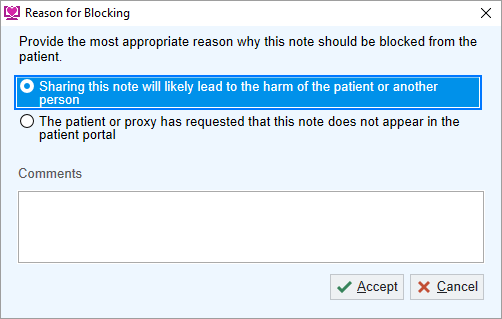 Reason for Blocking
Provide the most appropriate reason why this note should be blocked from the
patient.
Sharing this note will likely lead to the harm of the patient or another
person
The patient or proxy has requested that this note does not appear in the
patient portal
Comments
Accept
Cancel